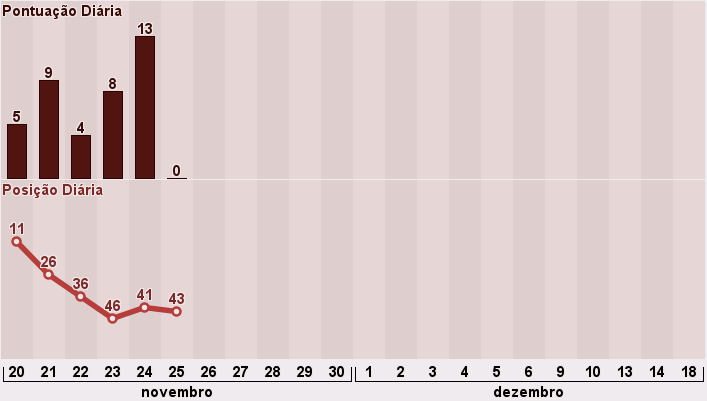 Pontuação Diária
5 9 4 8 13 0
Posição Diária
11 26 36 46 41 43
20 21 22 23 24 25 26 27 28 29 30 1 2 3 4 5 6 9 10 13 14 18
novembro dezembro